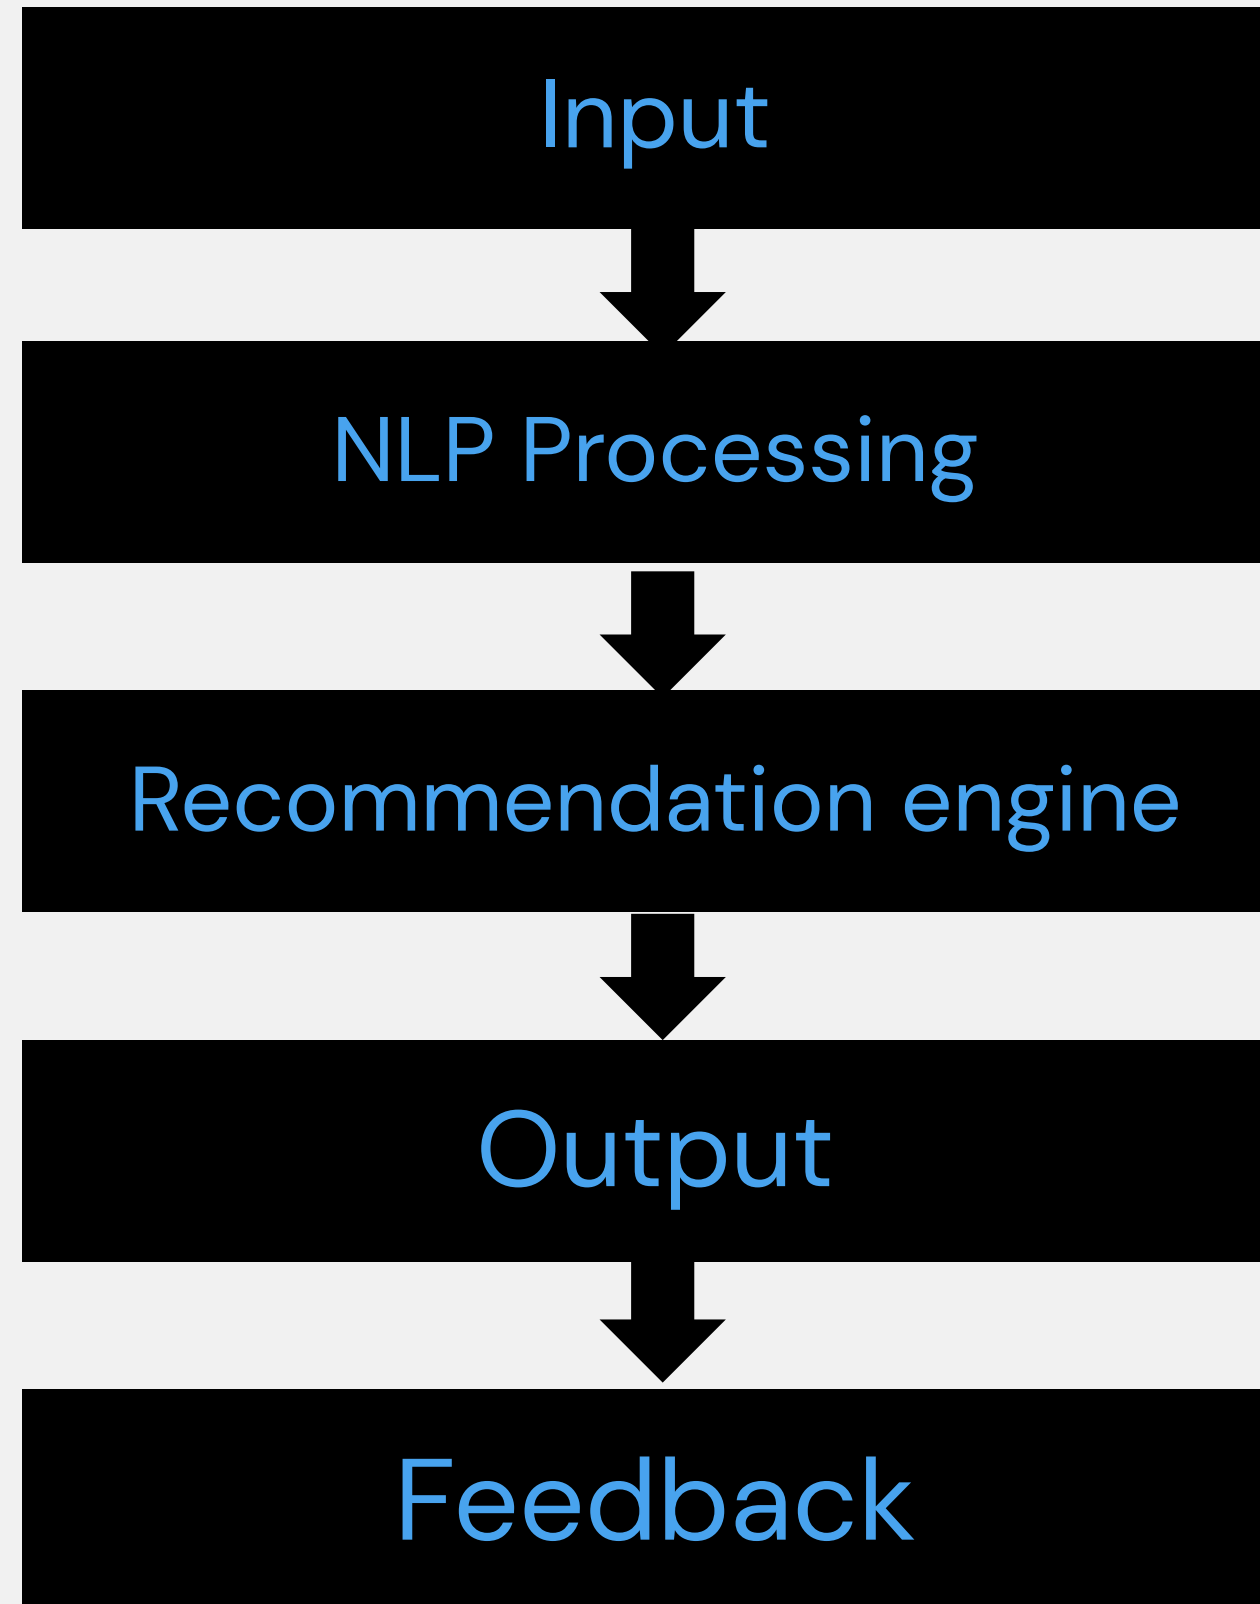 Input
NLP Processing
Recommendation engine
Output
Feedback